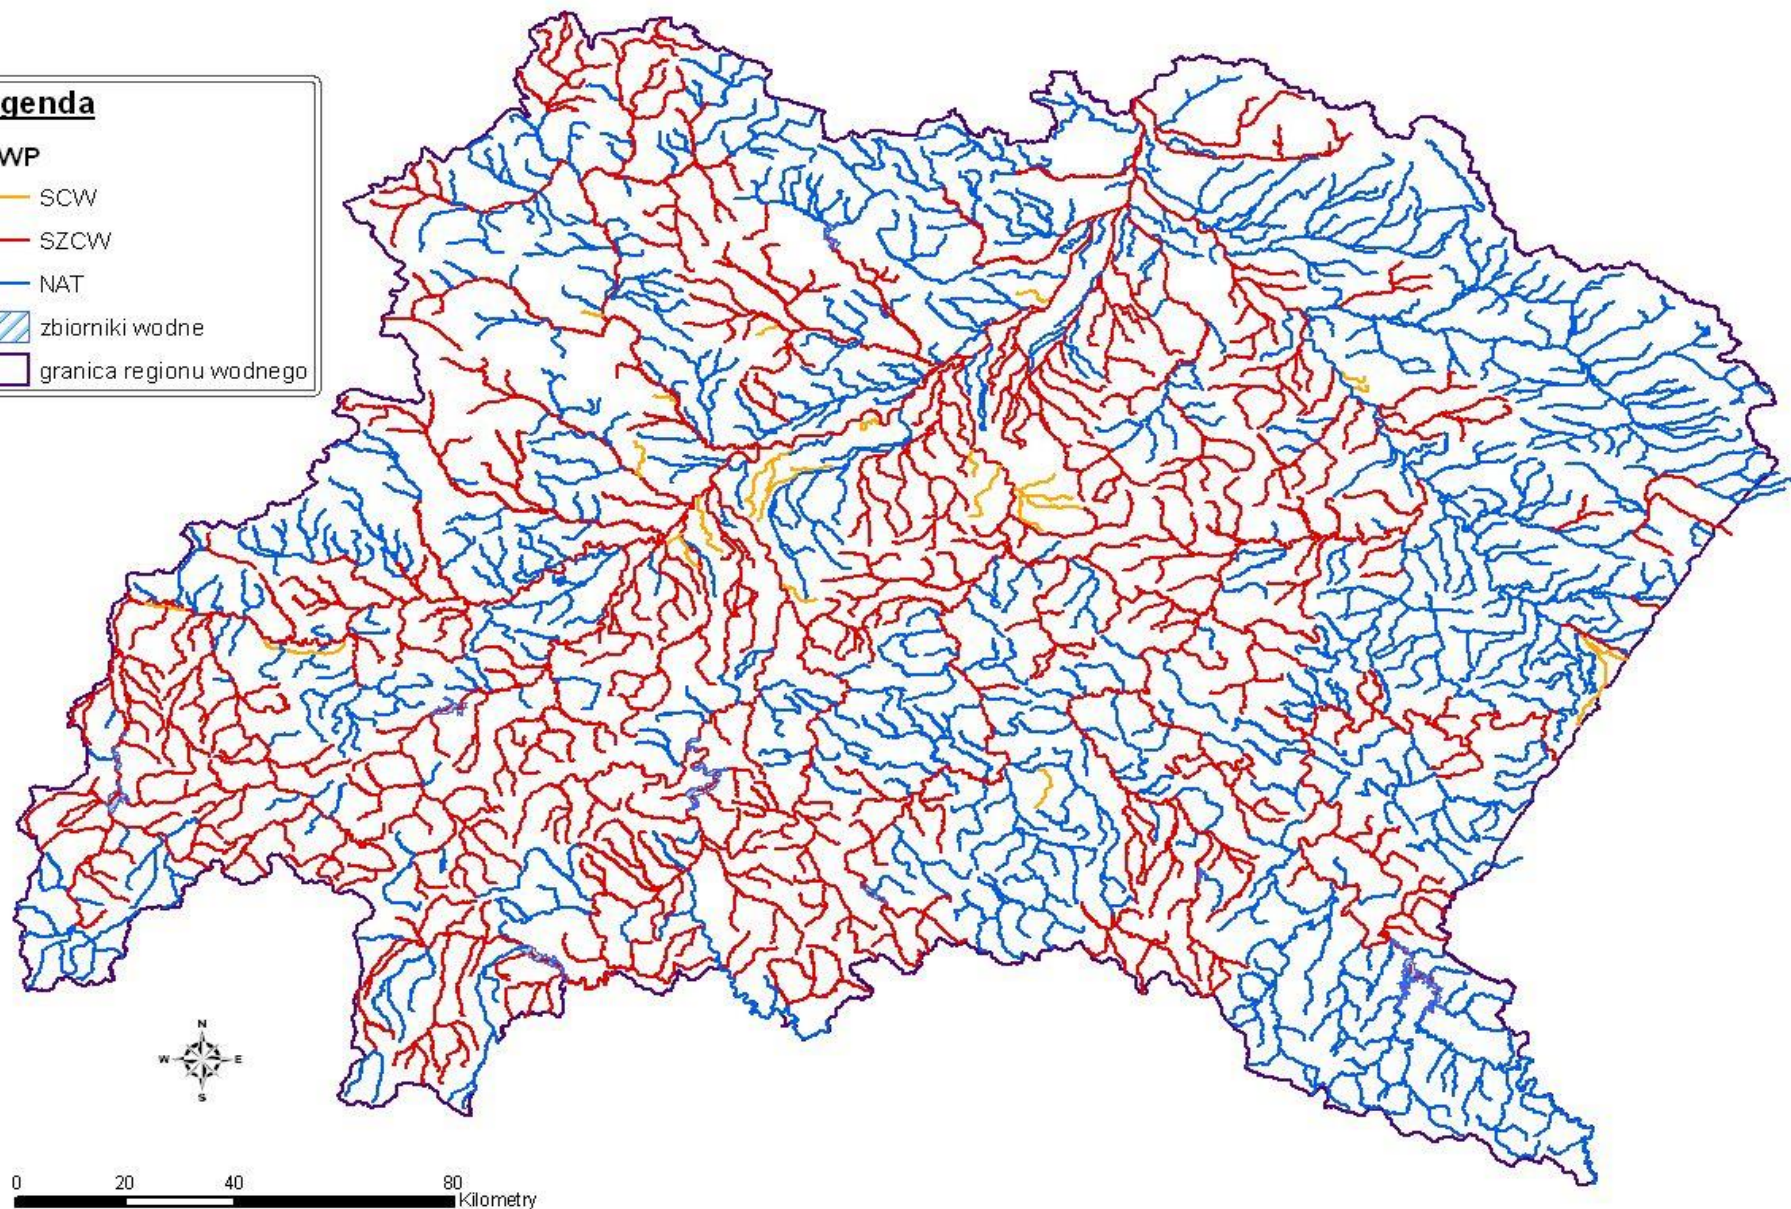 genda
WP
SCW
SZCW
NAT
zbiorniki wodne
granica regionu wodnego
N
W E
S
0 20 40 80
Kilometry